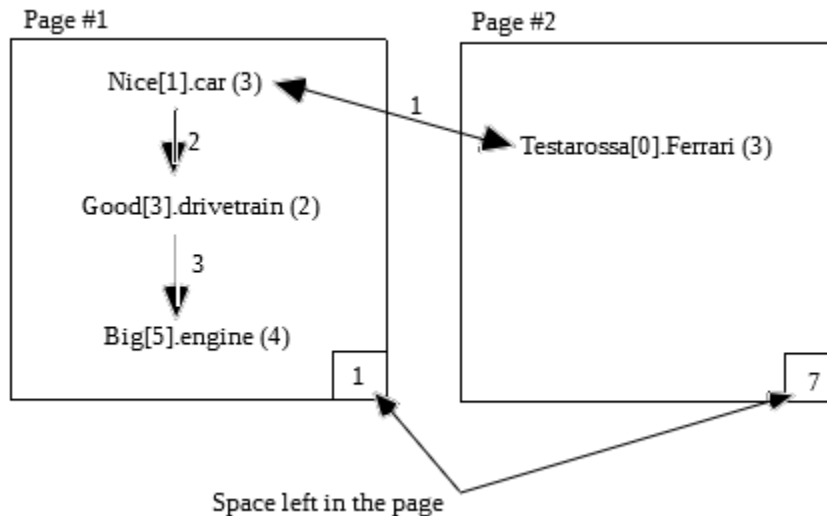 Page #1
Page #2
Nice[1].car (3)
1
2
Testarossa[0].Ferrari (3)
Good[3].drivetrain (2)
3
Big[5].engine (4)
1
7
Space left in the page